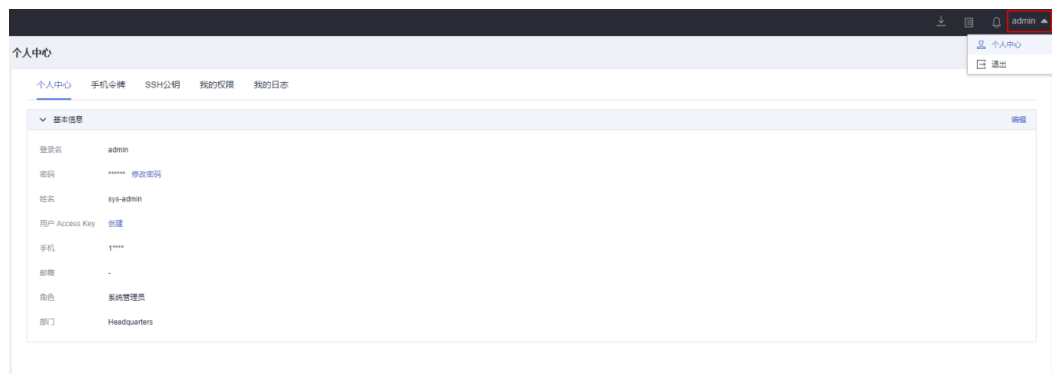 admin
个人中心
退出
个人中心
个人中心 手机令牌 SSH公钥 我的权限 我的日志
基本信息 编辑
登录名 admin
密码 ****** 修改密码
姓名 sys-admin
用户 Access Key 创建
手机 1****
邮箱 -
角色 系统管理员
部门 Headquarters